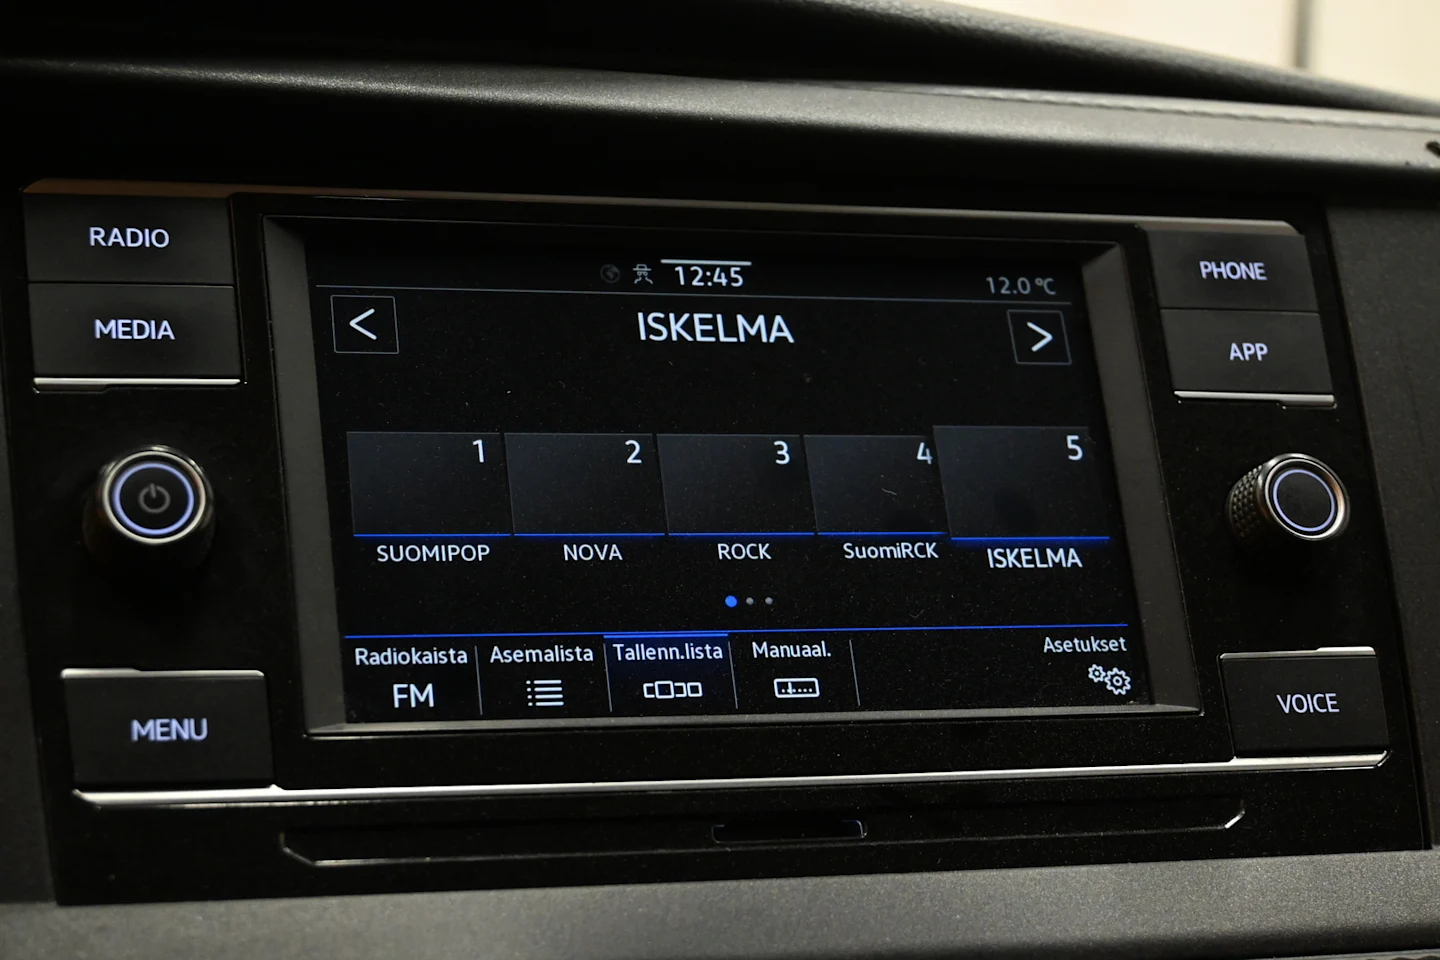 RADIO
MEDIA
MENU
12:45
12.0 °C
<
ISKELMA
>
1
2
3
4
5
SUOMIPOP
NOVA
ROCK
SuomiRCK
ISKELMA
Radiokaista
FM
Asemalista
Tallenn.lista
Manuaal.
Asetukset
PHONE
APP
VOICE